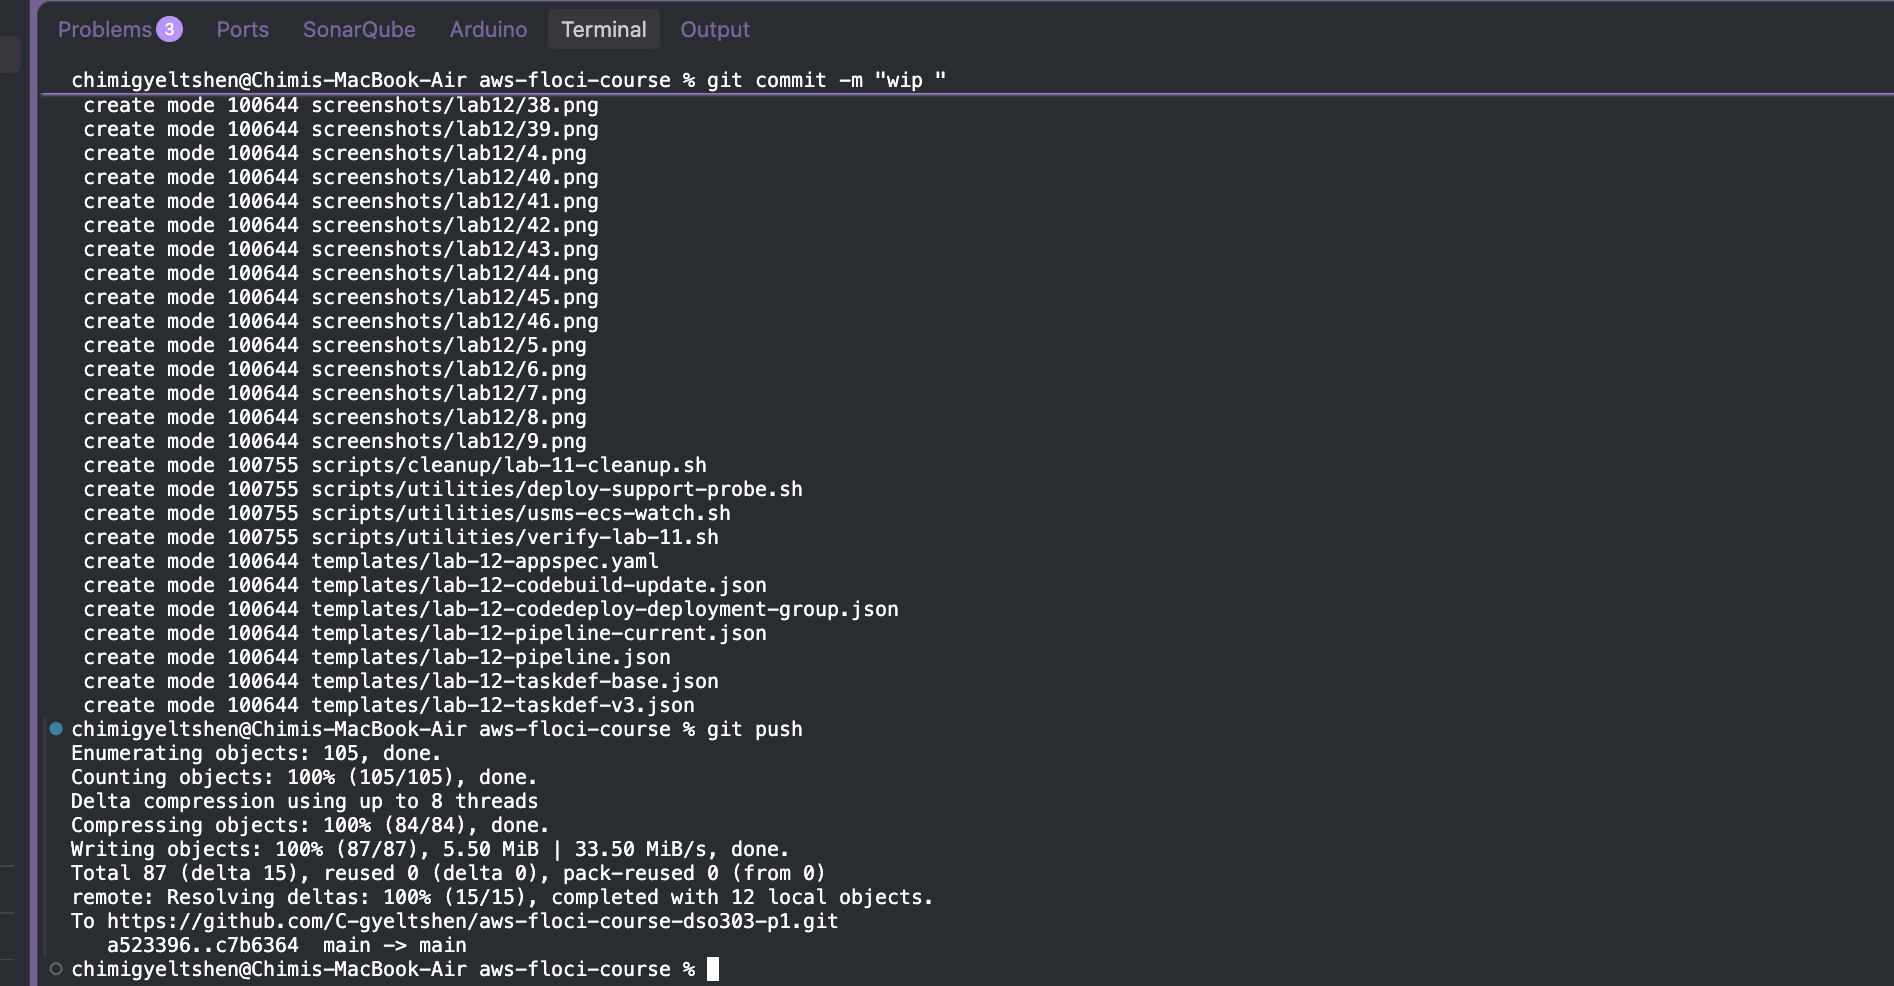 Problems 3 Ports SonarQube Arduino Terminal Output
chimigyeltshen@Chimis-MacBook-Air aws-floci-course % git commit -m "wip "
create mode 100644 screenshots/lab12/38.png
create mode 100644 screenshots/lab12/39.png
create mode 100644 screenshots/lab12/4.png
create mode 100644 screenshots/lab12/40.png
create mode 100644 screenshots/lab12/41.png
create mode 100644 screenshots/lab12/42.png
create mode 100644 screenshots/lab12/43.png
create mode 100644 screenshots/lab12/44.png
create mode 100644 screenshots/lab12/45.png
create mode 100644 screenshots/lab12/46.png
create mode 100644 screenshots/lab12/5.png
create mode 100644 screenshots/lab12/6.png
create mode 100644 screenshots/lab12/7.png
create mode 100644 screenshots/lab12/8.png
create mode 100644 screenshots/lab12/9.png
create mode 100755 scripts/cleanup/lab-11-cleanup.sh
create mode 100755 scripts/utilities/deploy-support-probe.sh
create mode 100755 scripts/utilities/usms-ecs-watch.sh
create mode 100755 scripts/utilities/verify-lab-11.sh
create mode 100644 templates/lab-12-appspec.yaml
create mode 100644 templates/lab-12-codebuild-update.json
create mode 100644 templates/lab-12-codedeploy-deployment-group.json
create mode 100644 templates/lab-12-pipeline-current.json
create mode 100644 templates/lab-12-pipeline.json
create mode 100644 templates/lab-12-taskdef-base.json
create mode 100644 templates/lab-12-taskdef-v3.json
chimigyeltshen@Chimis-MacBook-Air aws-floci-course % git push
Enumerating objects: 105, done.
Counting objects: 100% (105/105), done.
Delta compression using up to 8 threads
Compressing objects: 100% (84/84), done.
Writing objects: 100% (87/87), 5.50 MiB | 33.50 MiB/s, done.
Total 87 (delta 15), reused 0 (delta 0), pack-reused 0 (from 0)
remote: Resolving deltas: 100% (15/15), completed with 12 local objects.
To https://github.com/C-gyeltshen/aws-floci-course-dso303-p1.git
a523396..c7b6364  main -> main
chimigyeltshen@Chimis-MacBook-Air aws-floci-course %